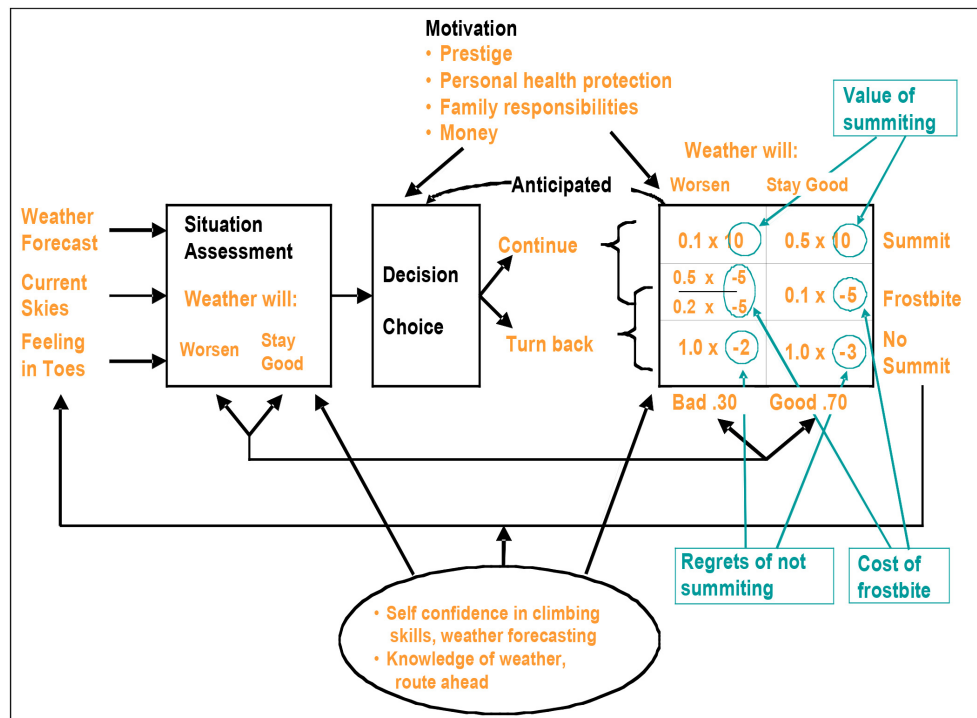 Motivation
• Prestige
• Personal health protection
• Family responsibilities
• Money
Value of
summiting
Weather will:
Worsen Stay Good
Anticipated
Weather
Forecast
Current
Skies
Feeling
in Toes
Situation
Assessment
Weather will:
Worsen Stay
Good
Decision
Choice
Continue
Turn back
0.1 x 10 0.5 x 10 Summit
0.5 x -5
0.2 x -5
0.1 x -5 Frostbite
1.0 x -2 1.0 x -3 No
Summit
Bad .30 Good .70
Regrets of not
summiting
Cost of
frostbite
• Self confidence in climbing
skills, weather forecasting
• Knowledge of weather,
route ahead